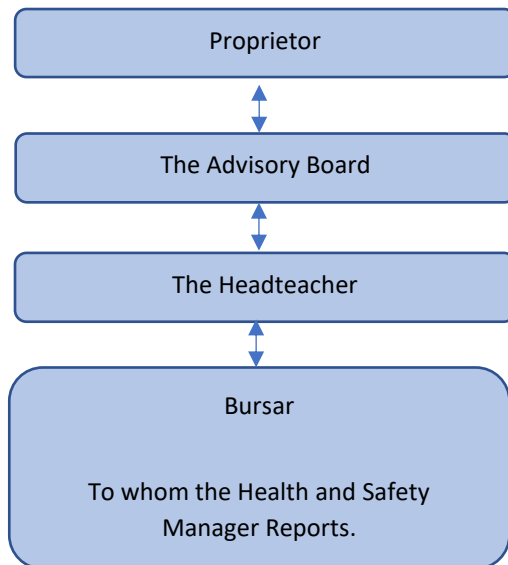 Proprietor
The Advisory Board
The Headteacher
Bursar
To whom the Health and Safety
Manager Reports.